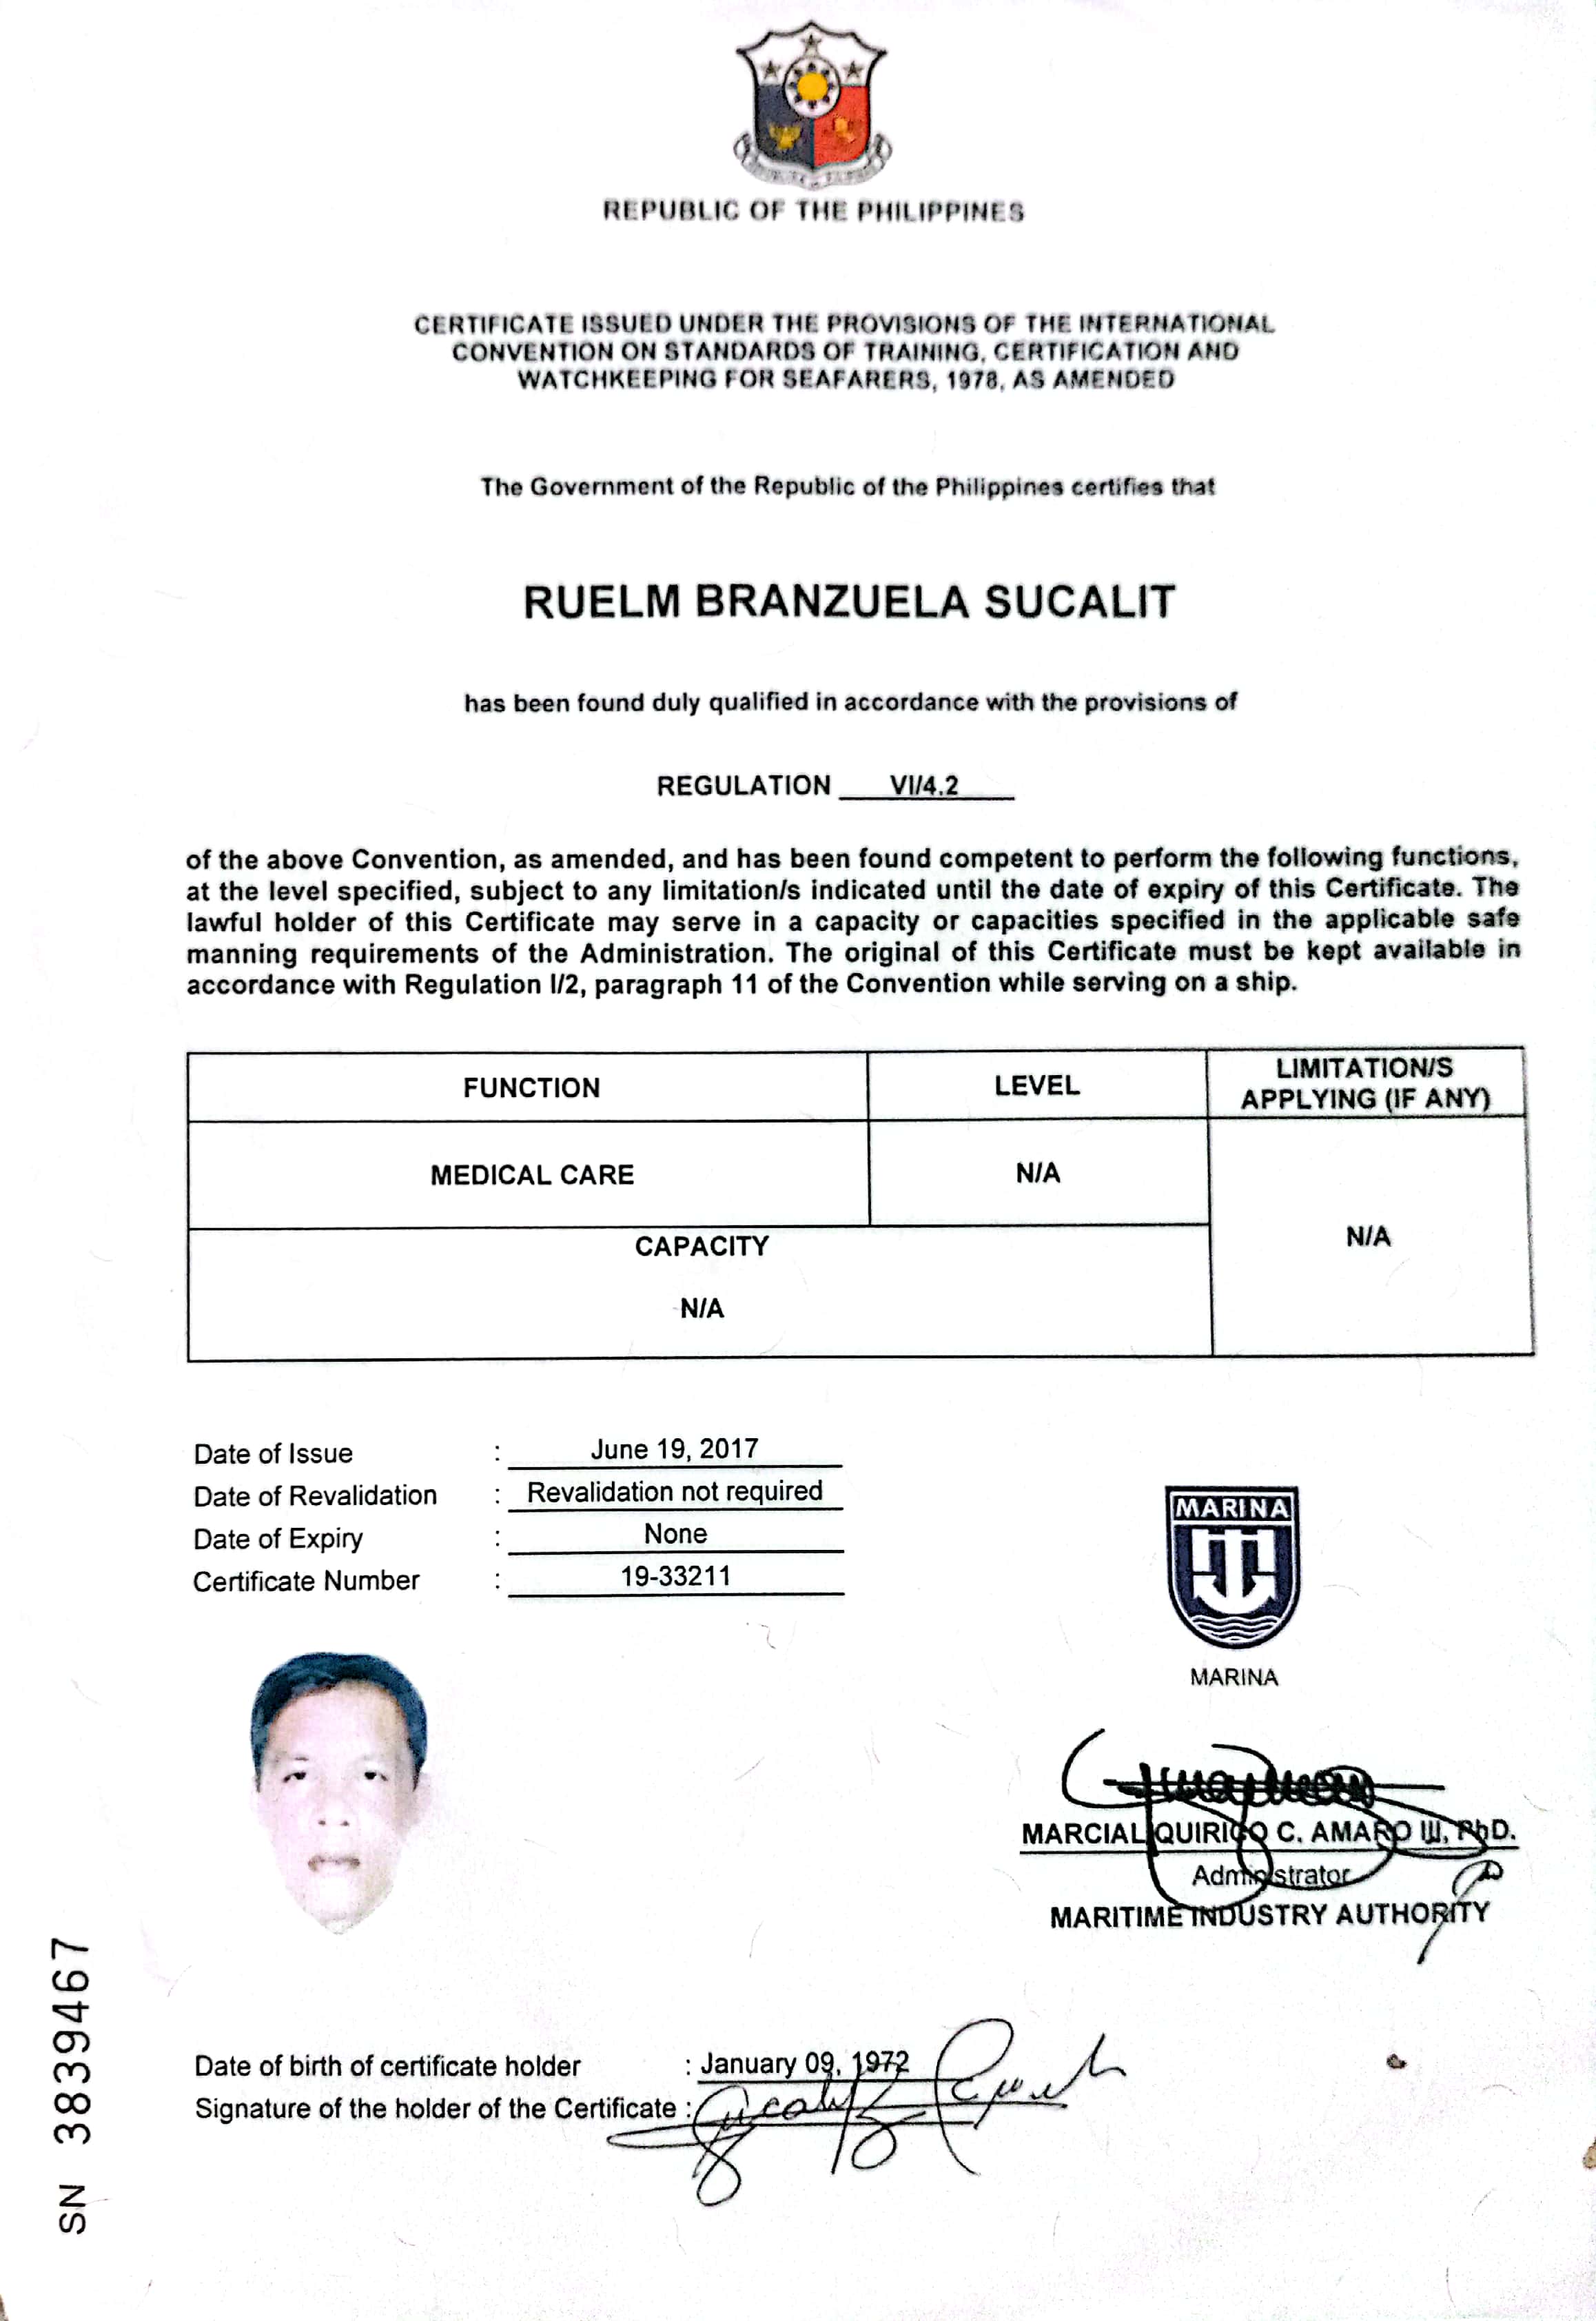 REPUBLIC OF THE PHILIPPINES
CERTIFICATE ISSUED UNDER THE PROVISIONS OF THE INTERNATIONAL
CONVENTION ON STANDARDS OF TRAINING, CERTIFICATION AND
WATCHKEEPING FOR SEAFARERS, 1978, AS AMENDED
The Government of the Republic of the Philippines certifies that
RUELM BRANZUELA SUCALIT
has been found duly qualified in accordance with the provisions of
REGULATION VI/4.2
of the above Convention, as amended, and has been found competent to perform the following functions,
at the level specified, subject to any limitation/s indicated until the date of expiry of this Certificate. The
lawful holder of this Certificate may serve in a capacity or capacities specified in the applicable safe
manning requirements of the Administration. The original of this Certificate must be kept available in
accordance with Regulation I/2, paragraph 11 of the Convention while serving on a ship.
FUNCTION LEVEL LIMITATION/S
APPLYING (IF ANY)
MEDICAL CARE N/A
N/A
CAPACITY
N/A
Date of Issue : June 19, 2017
Date of Revalidation : Revalidation not required
Date of Expiry : None
Certificate Number : 19-33211
MARINA
MARINA
MARCIAL QUIRICO C. AMARO III, PhD.
Administrator
MARITIME INDUSTRY AUTHORITY
Date of birth of certificate holder : January 09, 1972
Signature of the holder of the Certificate :
SN 3839467